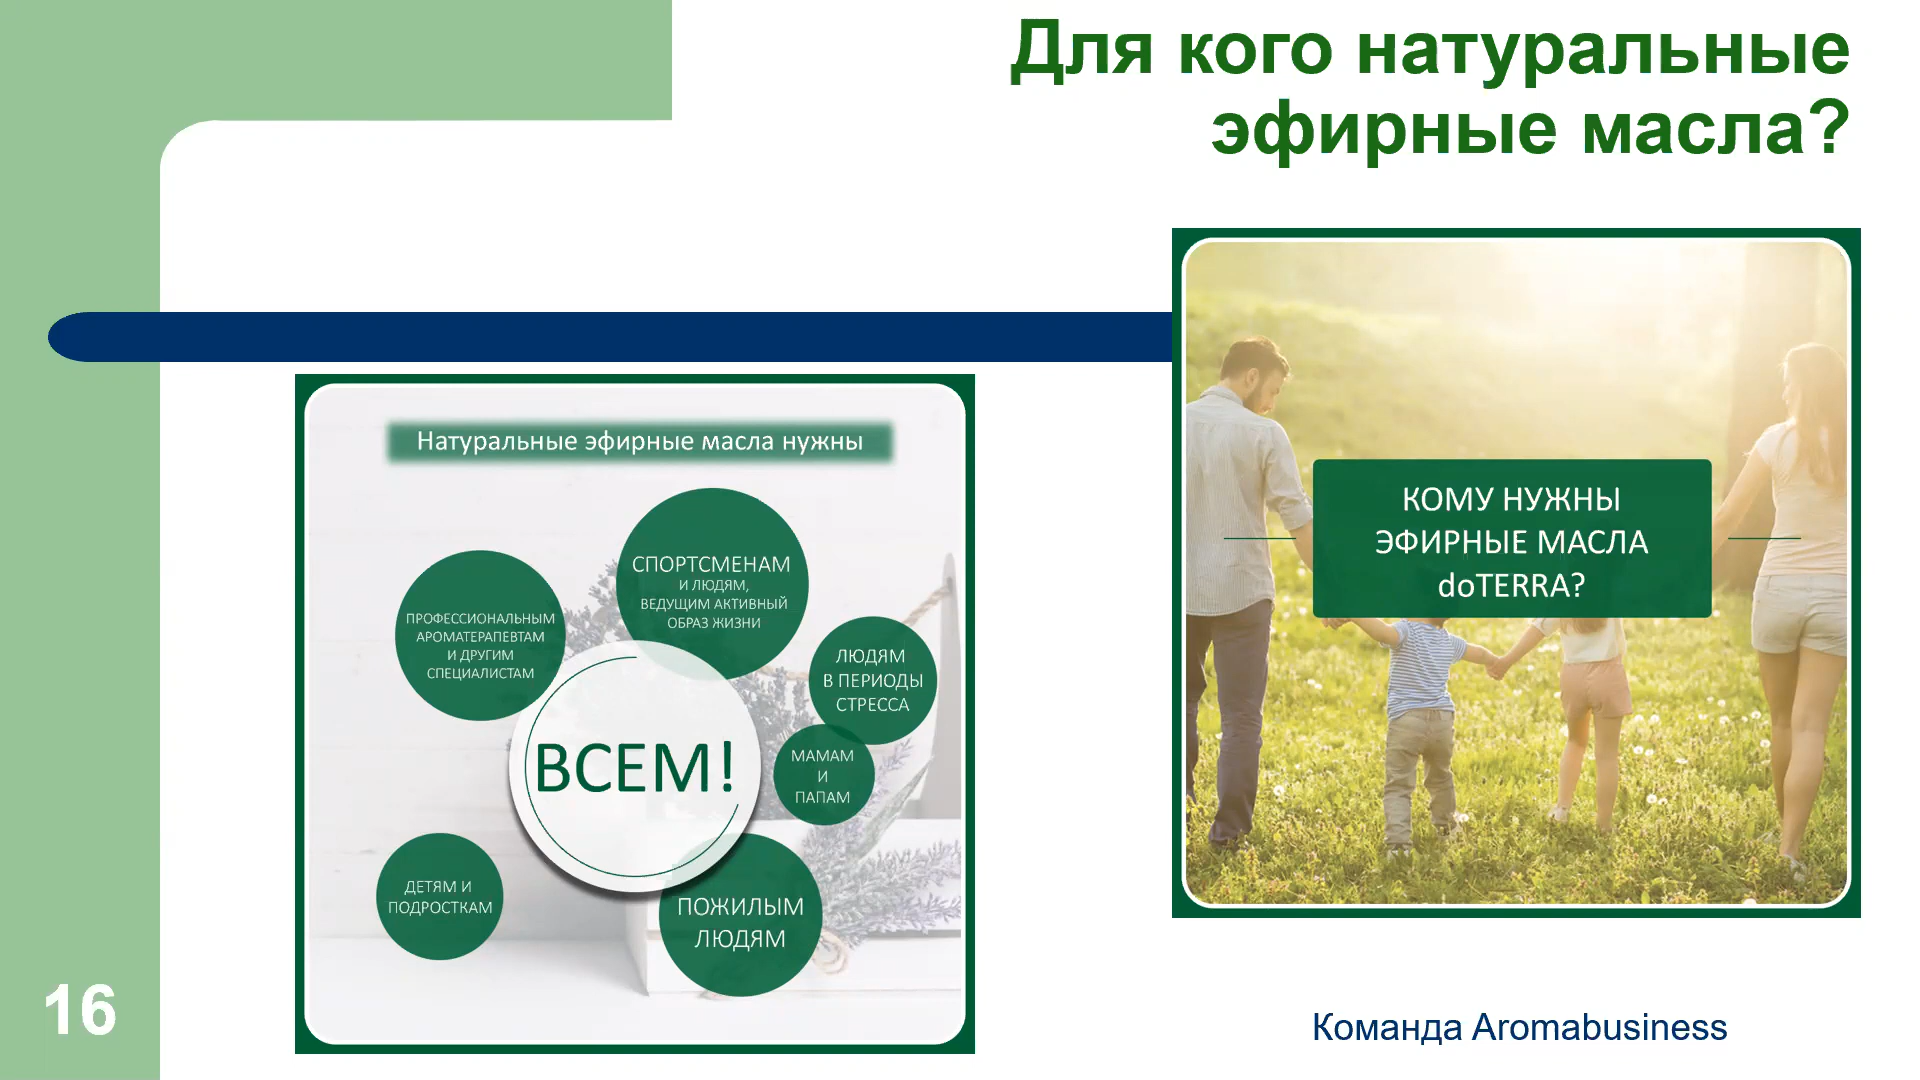 Для кого натуральные
эфирные масла?
Натуральные эфирные масла нужны
СПОРТСМЕНАМ
И ЛЮДЯМ,
ВЕДУЩИМ АКТИВНЫЙ
ОБРАЗ ЖИЗНИ
ПРОФЕССИОНАЛЬНЫМ
АРОМАТЕРАПЕВТАМ
И ДРУГИМ
СПЕЦИАЛИСТАМ
ЛЮДЯМ
В ПЕРИОДЫ
СТРЕССА
ВСЕМ!
МАМАМ
И
ПАПАМ
ДЕТЯМ И
ПОДРОСТКАМ
ПОЖИЛЫМ
ЛЮДЯМ
КОМУ НУЖНЫ
ЭФИРНЫЕ МАСЛА
doTERRA?
16
Команда Aromabusiness